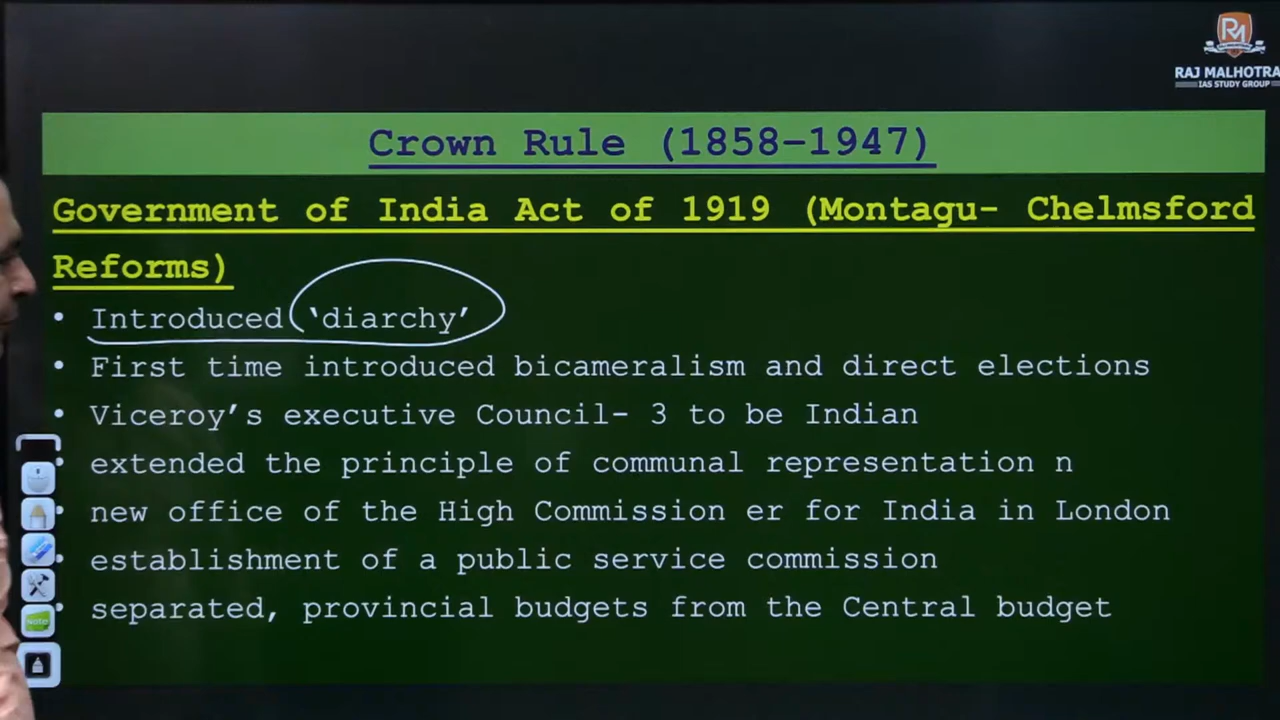 RM
RAJ MALHOTRA
IAS STUDY GROUP
Crown Rule (1858-1947)
Government of India Act of 1919 (Montagu- Chelmsford
Reforms)
• Introduced ‘diarchy’
• First time introduced bicameralism and direct elections
• Viceroy’s executive Council- 3 to be Indian
• extended the principle of communal representation n
• new office of the High Commission er for India in London
• establishment of a public service commission
• separated, provincial budgets from the Central budget
NOTE